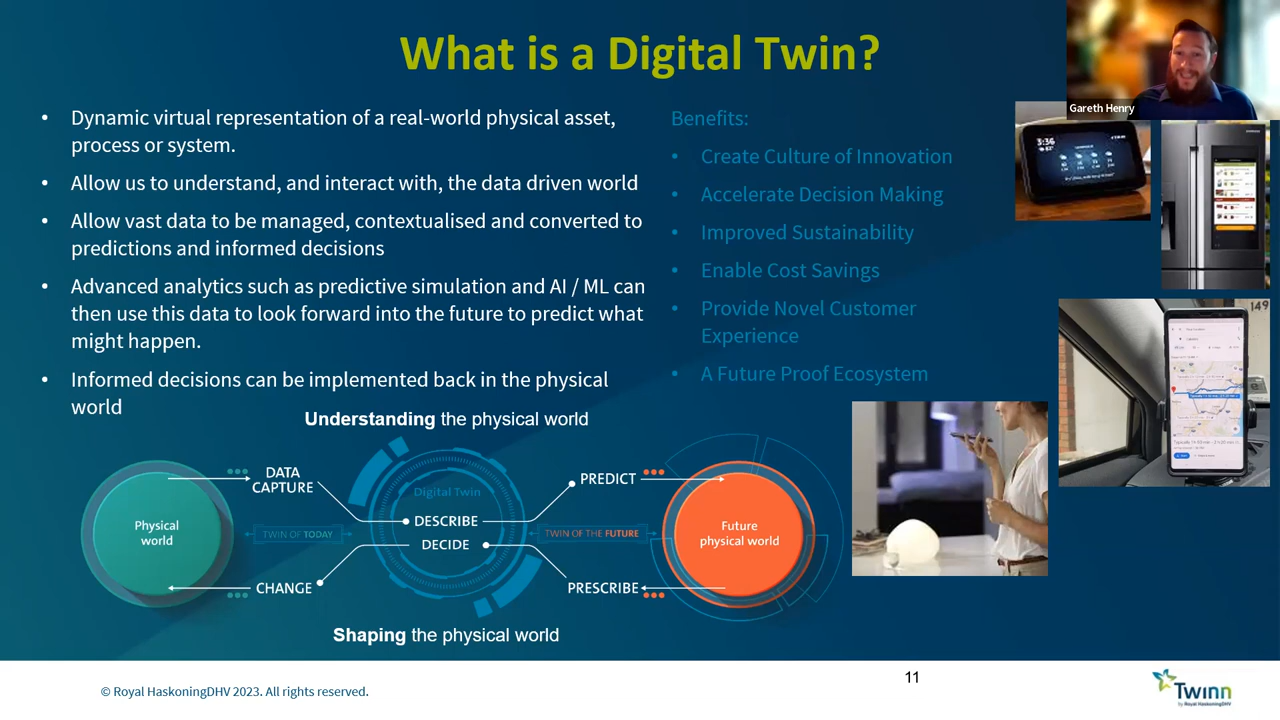 What is a Digital Twin?
Gareth Henry
• Dynamic virtual representation of a real-world physical asset,
process or system.
• Allow us to understand, and interact with, the data driven world
• Allow vast data to be managed, contextualised and converted to
predictions and informed decisions
• Advanced analytics such as predictive simulation and AI / ML can
then use this data to look forward into the future to predict what
might happen.
• Informed decisions can be implemented back in the physical
world
Benefits:
• Create Culture of Innovation
• Accelerate Decision Making
• Improved Sustainability
• Enable Cost Savings
• Provide Novel Customer
Experience
• A Future Proof Ecosystem
3:36
149
Understanding the physical world
Physical
world
DATA
CAPTURE
TWIN OF TODAY
CHANGE
Digital Twin
DESCRIBE
DECIDE
PREDICT
TWIN OF THE FUTURE
PRESCRIBE
Future
physical world
Shaping the physical world
© Royal HaskoningDHV 2023. All rights reserved.
11
Twinn
by Royal HaskoningDHV